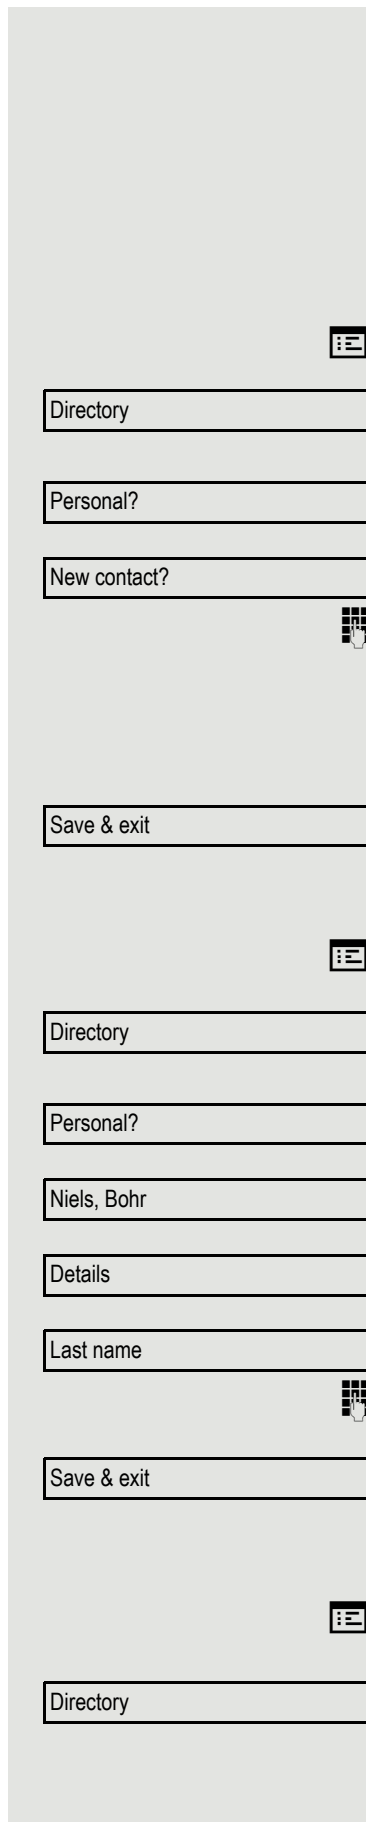 Directory
Personal?
New contact?
Save & exit
Directory
Personal?
Niels, Bohr
Details
Last name
Save & exit
Directory